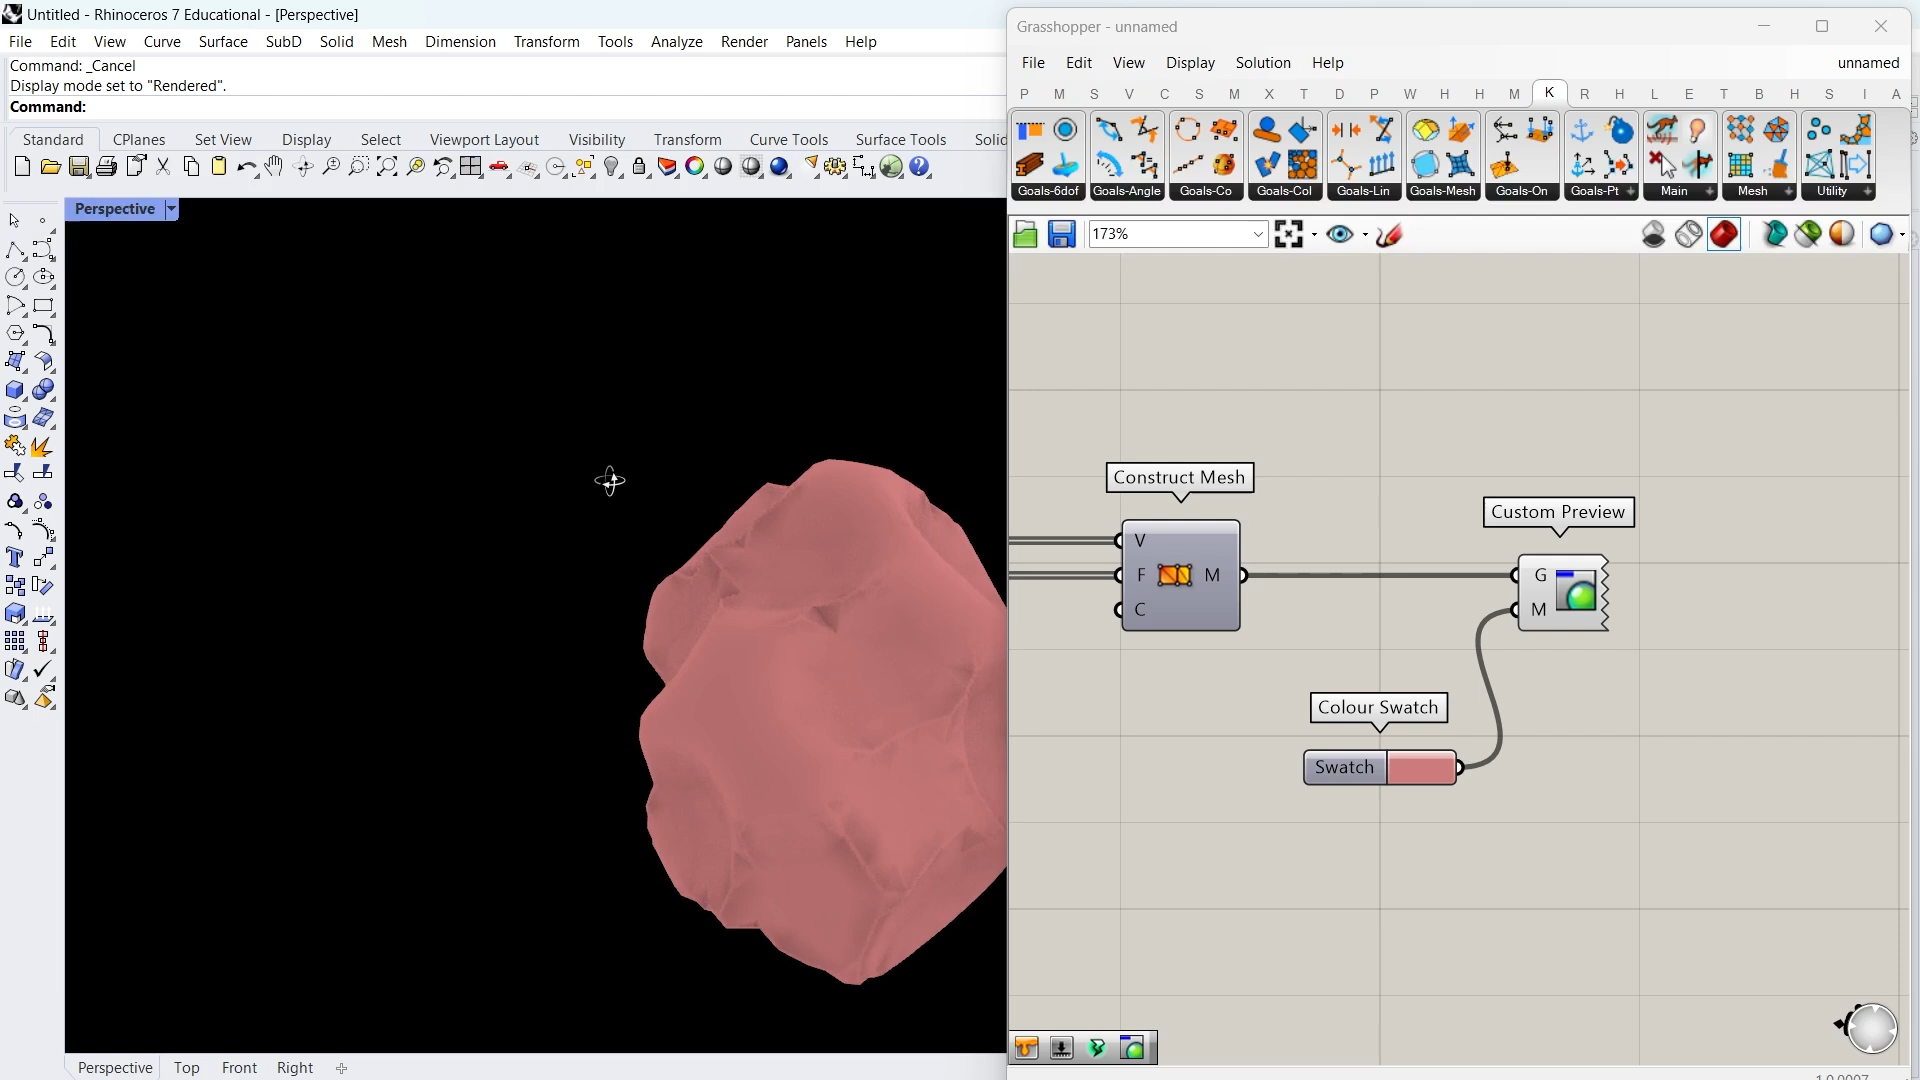 Untitled - Rhinoceros 7 Educational - [Perspective]
File Edit View Curve Surface SubD Solid Mesh Dimension Transform Tools Analyze Render Panels Help
Command: _Cancel
Display mode set to "Rendered".
Command:
Standard CPlanes Set View Display Select Viewport Layout Visibility Transform Curve Tools Surface Tools Solid
Perspective
Perspective Top Front Right
Grasshopper - unnamed
File Edit View Display Solution Help unnamed
P M S V C S M X T D P W H H M K R H L E T B H S I A
Goals-6dof Goals-Angle Goals-Co Goals-Col Goals-Lin Goals-Mesh Goals-On Goals-Pt Main Mesh Utility
173%
Construct Mesh
V
F M
C
Custom Preview
G
M
Colour Swatch
Swatch